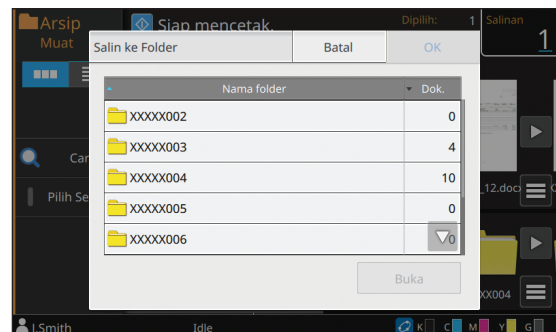 Arsip
Muat
Siap mencetak.
Dipilih: 1
Salinan
1
Salin ke Folder
Batal
OK
Nama folder
Dok.
XXXXX002 0
XXXXX003 4
XXXXX004 10
XXXXX005 0
XXXXX006 0
Buka
Car
Pilih Se
_12.docx
XX004
J.Smith
Idle
K C M Y G